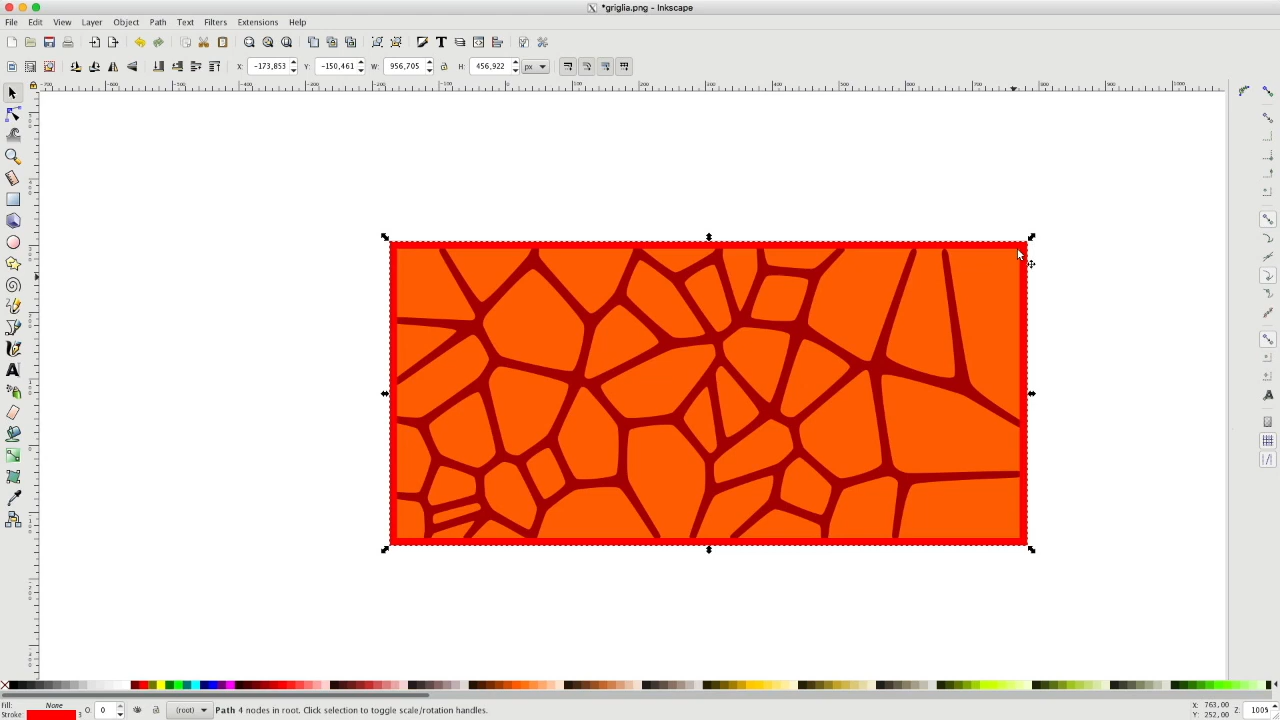 *griglia.png - Inkscape
File Edit View Layer Object Path Text Filters Extensions Help
X: -173,853 Y: -150,461 W: 956,705 H: 456,922 px
Fill: None
Stroke: 3 O: 0 (root) Path 4 nodes in root. Click selection to toggle scale/rotation handles. X: 763,00 Z: 100%
Y: 252,00